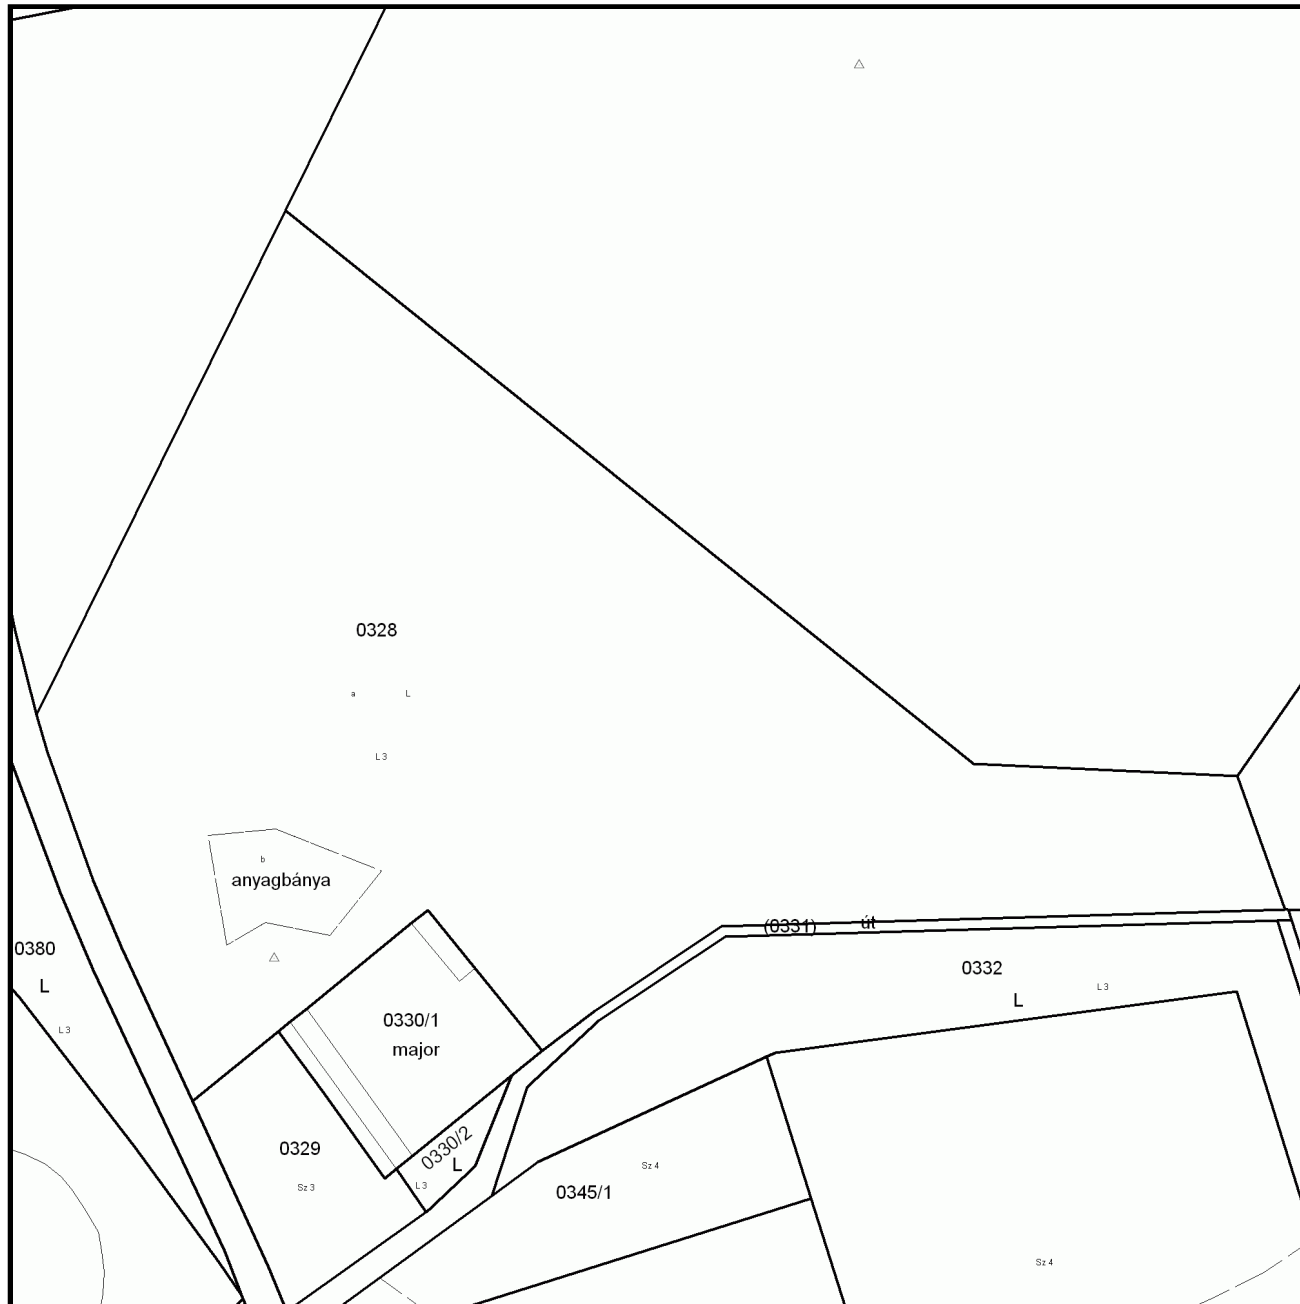 0328
a L
L 3
b
anyagbánya
(0331) út
0380
L
L 3
0332
L
L 3
0330/1
major
0329
Sz 3
0330/2
L
L 3
Sz 4
0345/1
Sz 4